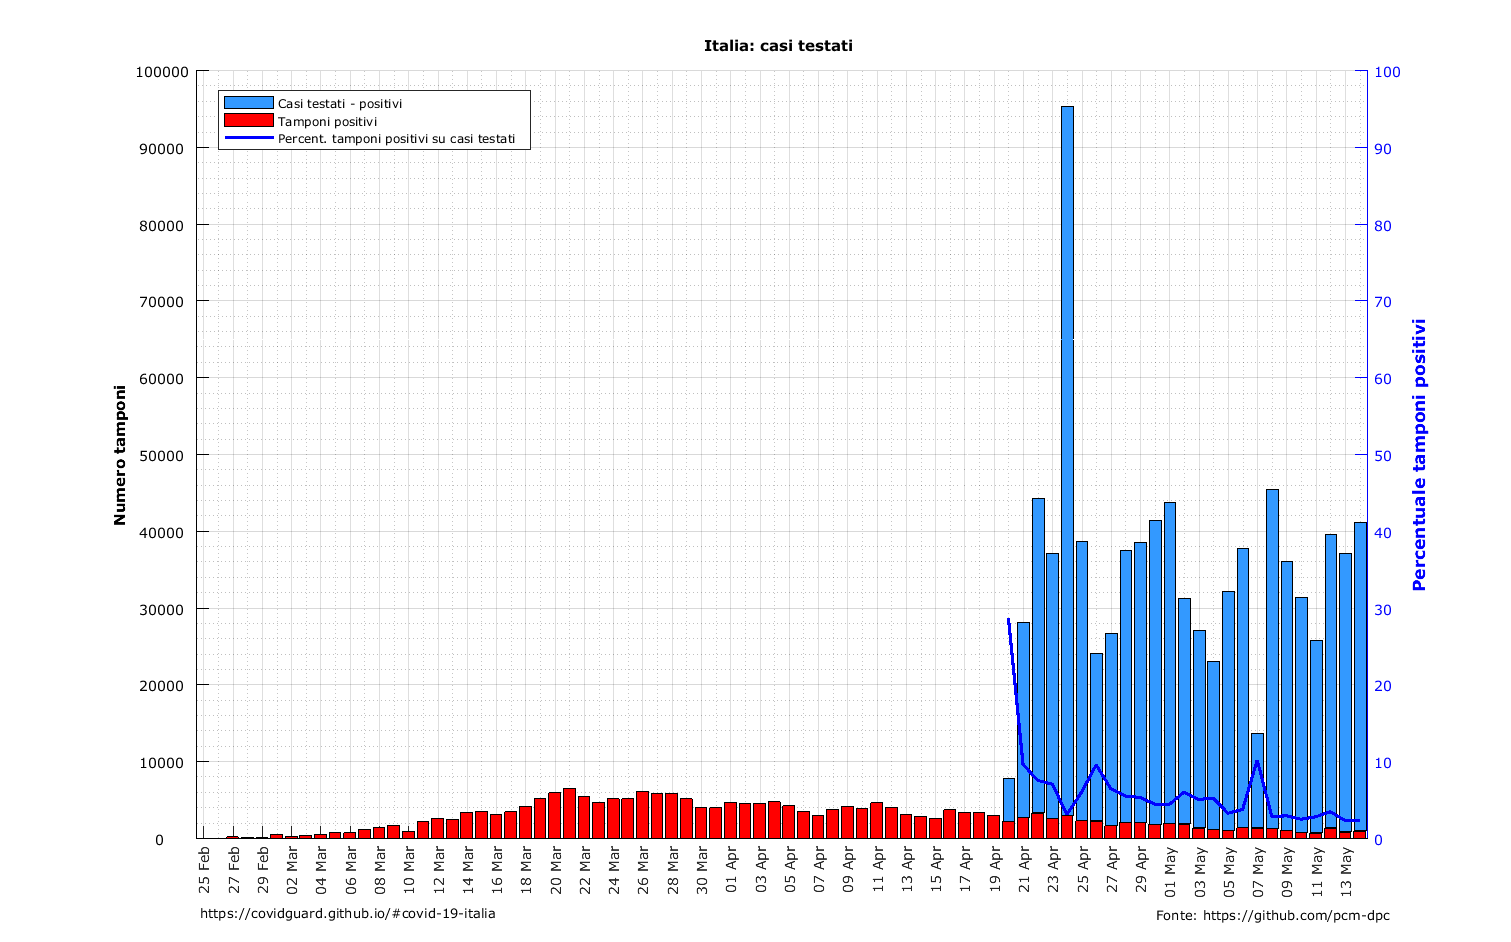 Italia: casi testati
Casi testati - positivi
Tamponi positivi
Percent. tamponi positivi su casi testati
100000
90000
80000
70000
60000
50000
40000
30000
20000
10000
0
Numero tamponi
100
90
80
70
60
50
40
30
20
10
0
Percentuale tamponi positivi
25 Feb
27 Feb
29 Feb
02 Mar
04 Mar
06 Mar
08 Mar
10 Mar
12 Mar
14 Mar
16 Mar
18 Mar
20 Mar
22 Mar
24 Mar
26 Mar
28 Mar
30 Mar
01 Apr
03 Apr
05 Apr
07 Apr
09 Apr
11 Apr
13 Apr
15 Apr
17 Apr
19 Apr
21 Apr
23 Apr
25 Apr
27 Apr
29 Apr
01 May
03 May
05 May
07 May
09 May
11 May
13 May
https://covidguard.github.io/#covid-19-italia
Fonte: https://github.com/pcm-dpc